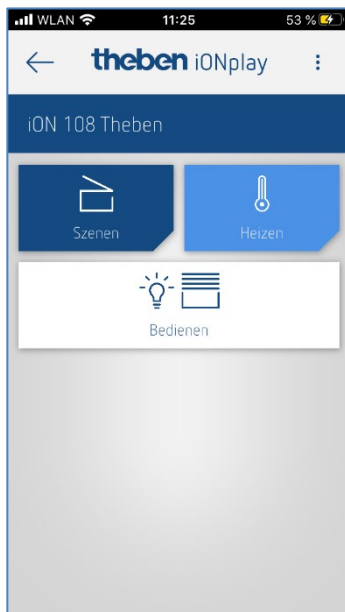 WLAN 11:25 53 %
theben iONplay
iON 108 Theben
Szenen Heizen
Bedienen